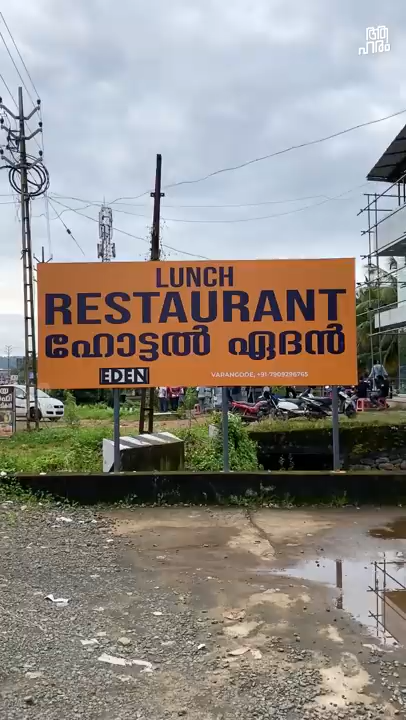 ആ
ഹാരം
LUNCH
RESTAURANT
ഹോട്ടൽ ഏദൻ
EDEN
VARANGODE, +91 7909296765